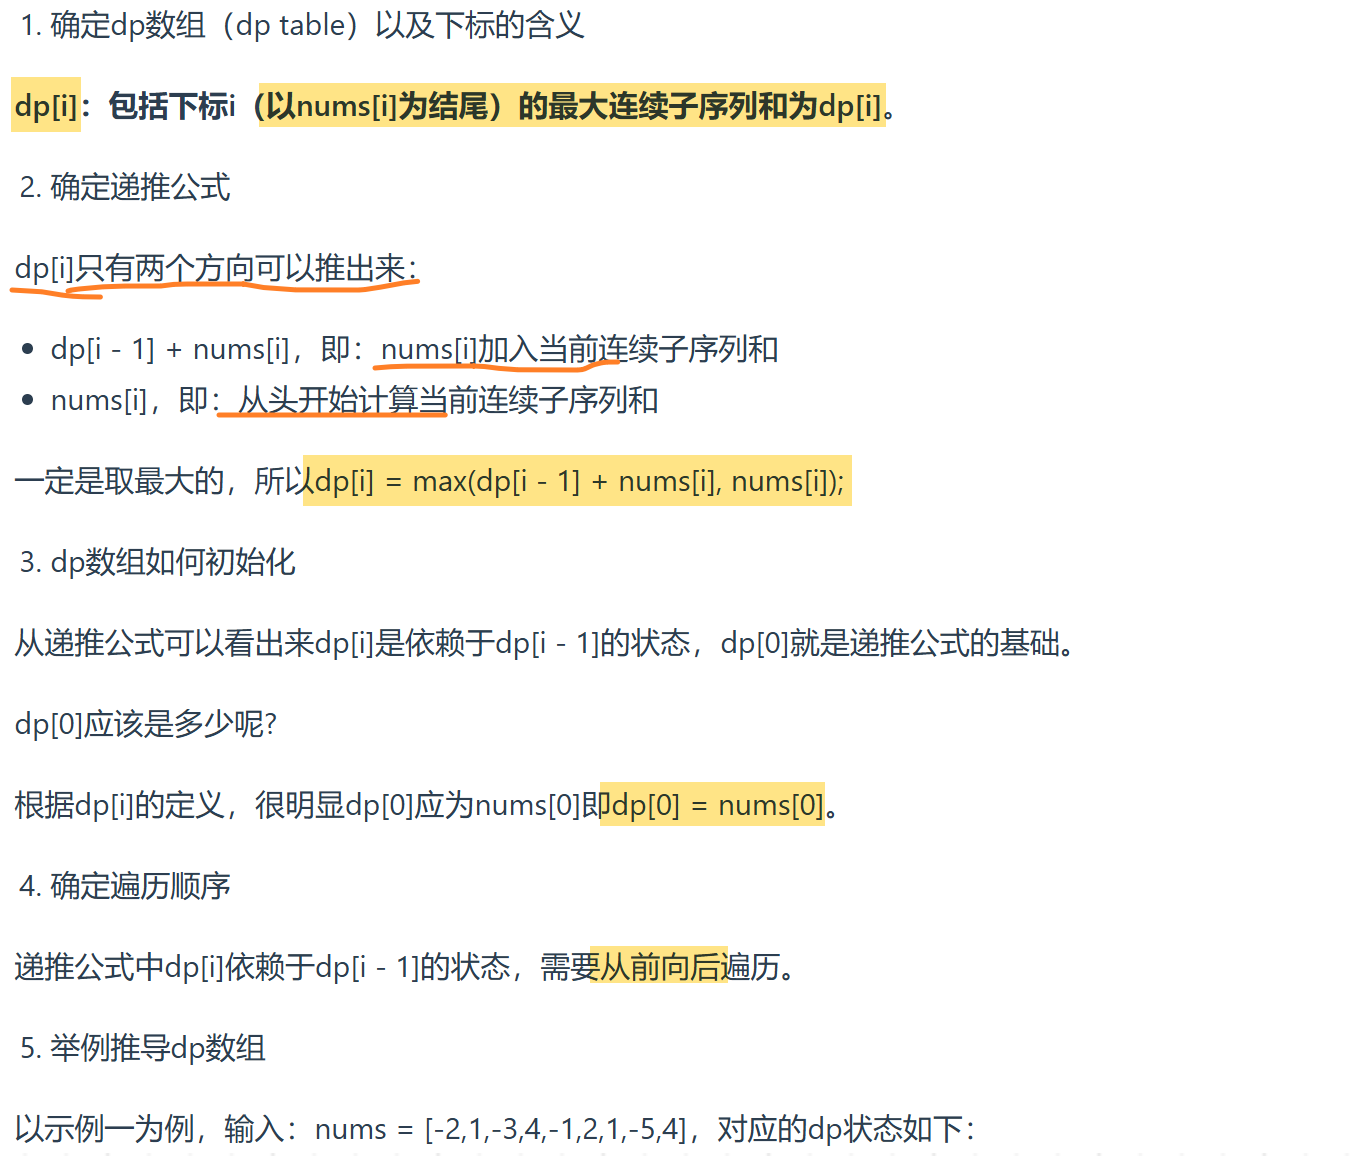 1. 确定dp数组（dp table）以及下标的含义
dp[i]：包括下标i（以nums[i]为结尾）的最大连续子序列和为dp[i]。
2. 确定递推公式
dp[i]只有两个方向可以推出来：
• dp[i - 1] + nums[i]，即：nums[i]加入当前连续子序列和
• nums[i]，即：从头开始计算当前连续子序列和
一定是取最大的，所以dp[i] = max(dp[i - 1] + nums[i], nums[i]);
3. dp数组如何初始化
从递推公式可以看出来dp[i]是依赖于dp[i - 1]的状态，dp[0]就是递推公式的基础。
dp[0]应该是多少呢?
根据dp[i]的定义，很明显dp[0]应为nums[0]即dp[0] = nums[0]。
4. 确定遍历顺序
递推公式中dp[i]依赖于dp[i - 1]的状态，需要从前向后遍历。
5. 举例推导dp数组
以示例一为例，输入：nums = [-2,1,-3,4,-1,2,1,-5,4]，对应的dp状态如下：